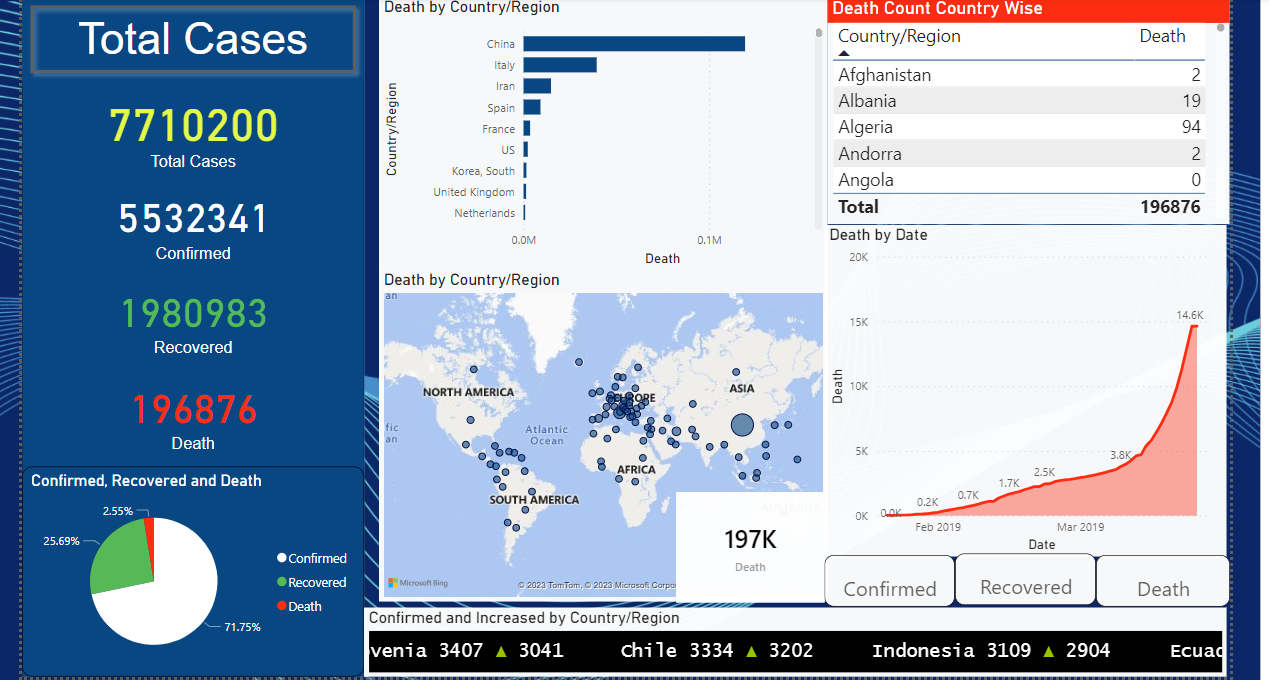 Total Cases
7710200
Total Cases
5532341
Confirmed
1980983
Recovered
196876
Death
Confirmed, Recovered and Death
2.55%
25.69%
71.75%
Confirmed
Recovered
Death
Death by Country/Region
Country/Region
China
Italy
Iran
Spain
France
US
Korea, South
United Kingdom
Netherlands
0.0M 0.1M
Death
Death by Country/Region
NORTH AMERICA
ASIA
Atlantic
Ocean
AFRICA
SOUTH AMERICA
Microsoft Bing
© 2023 TomTom, © 2023 Microsoft Corpo
197K
Death
Death Count Country Wise
Country/Region Death
Afghanistan 2
Albania 19
Algeria 94
Andorra 2
Angola 0
Total 196876
Death by Date
Death
20K
15K
10K
5K
0K
0.0K
0.2K
0.7K
1.7K
2.5K
3.8K
14.6K
Feb 2019 Mar 2019
Date
Confirmed Recovered Death
Confirmed and Increased by Country/Region
venia 3407 ▲ 3041 Chile 3334 ▲ 3202 Indonesia 3109 ▲ 2904 Ecuad